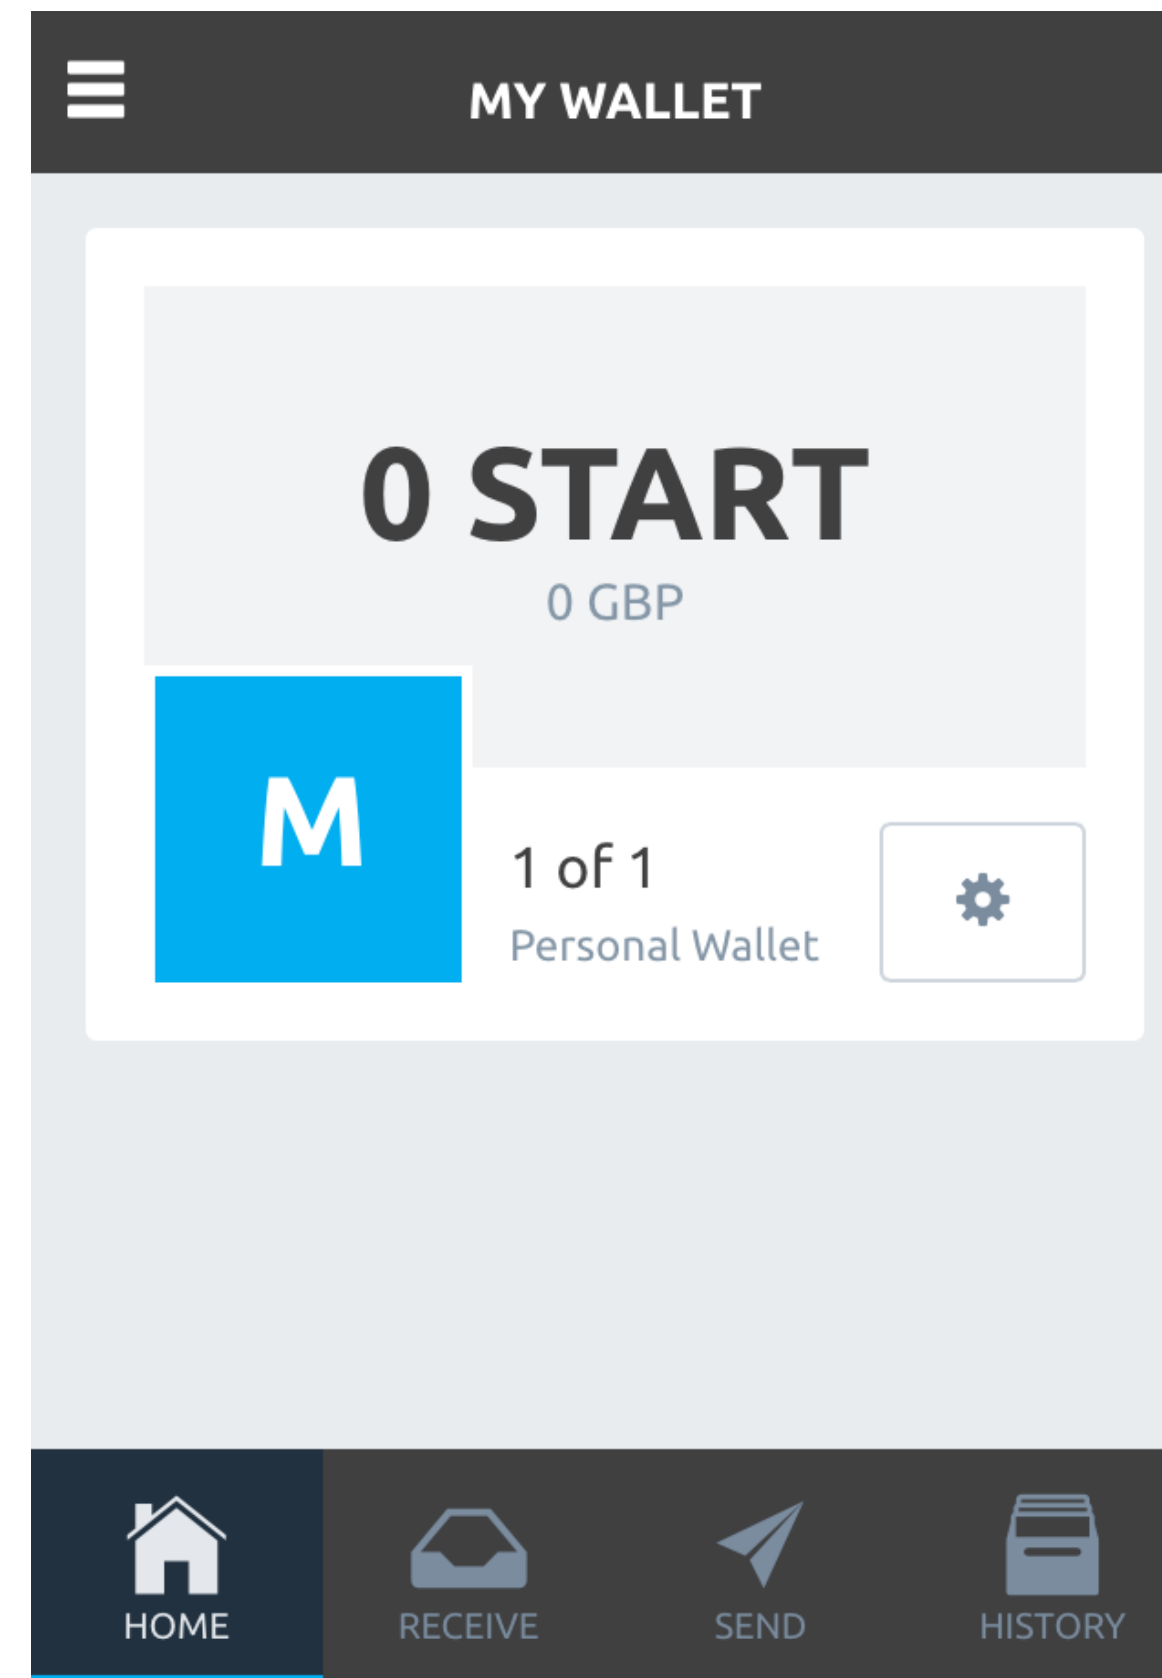 MY WALLET
0 START
0 GBP
M
1 of 1
Personal Wallet
HOME
RECEIVE
SEND
HISTORY